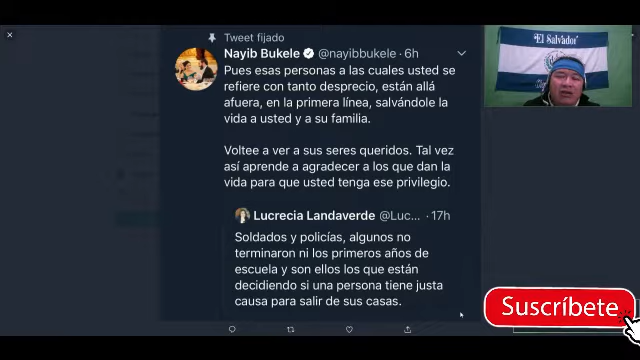 Tweet fijado
Nayib Bukele @nayibbukele · 6h
Pues esas personas a las cuales usted se
refiere con tanto desprecio, están allá
afuera, en la primera línea, salvándole la
vida a usted y a su familia.
Voltee a ver a sus seres queridos. Tal vez
así aprende a agradecer a los que dan la
vida para que usted tenga ese privilegio.
Lucrecia Landaverde @Luc... · 17h
Soldados y policías, algunos no
terminaron ni los primeros años de
escuela y son ellos los que están
decidiendo si una persona tiene justa
causa para salir de sus casas.
"El Salvador"
Suscríbete